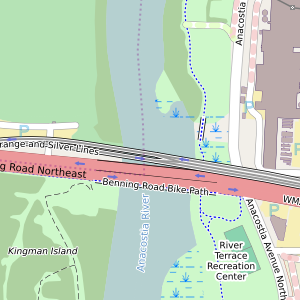 Anacostia
P
P
range and Silver Lines
ng Road Northeast
Benning Road Bike Path
WM
Anacostia River
Kingman Island
River
Terrace
Recreation
Center
Anacostia Avenue North